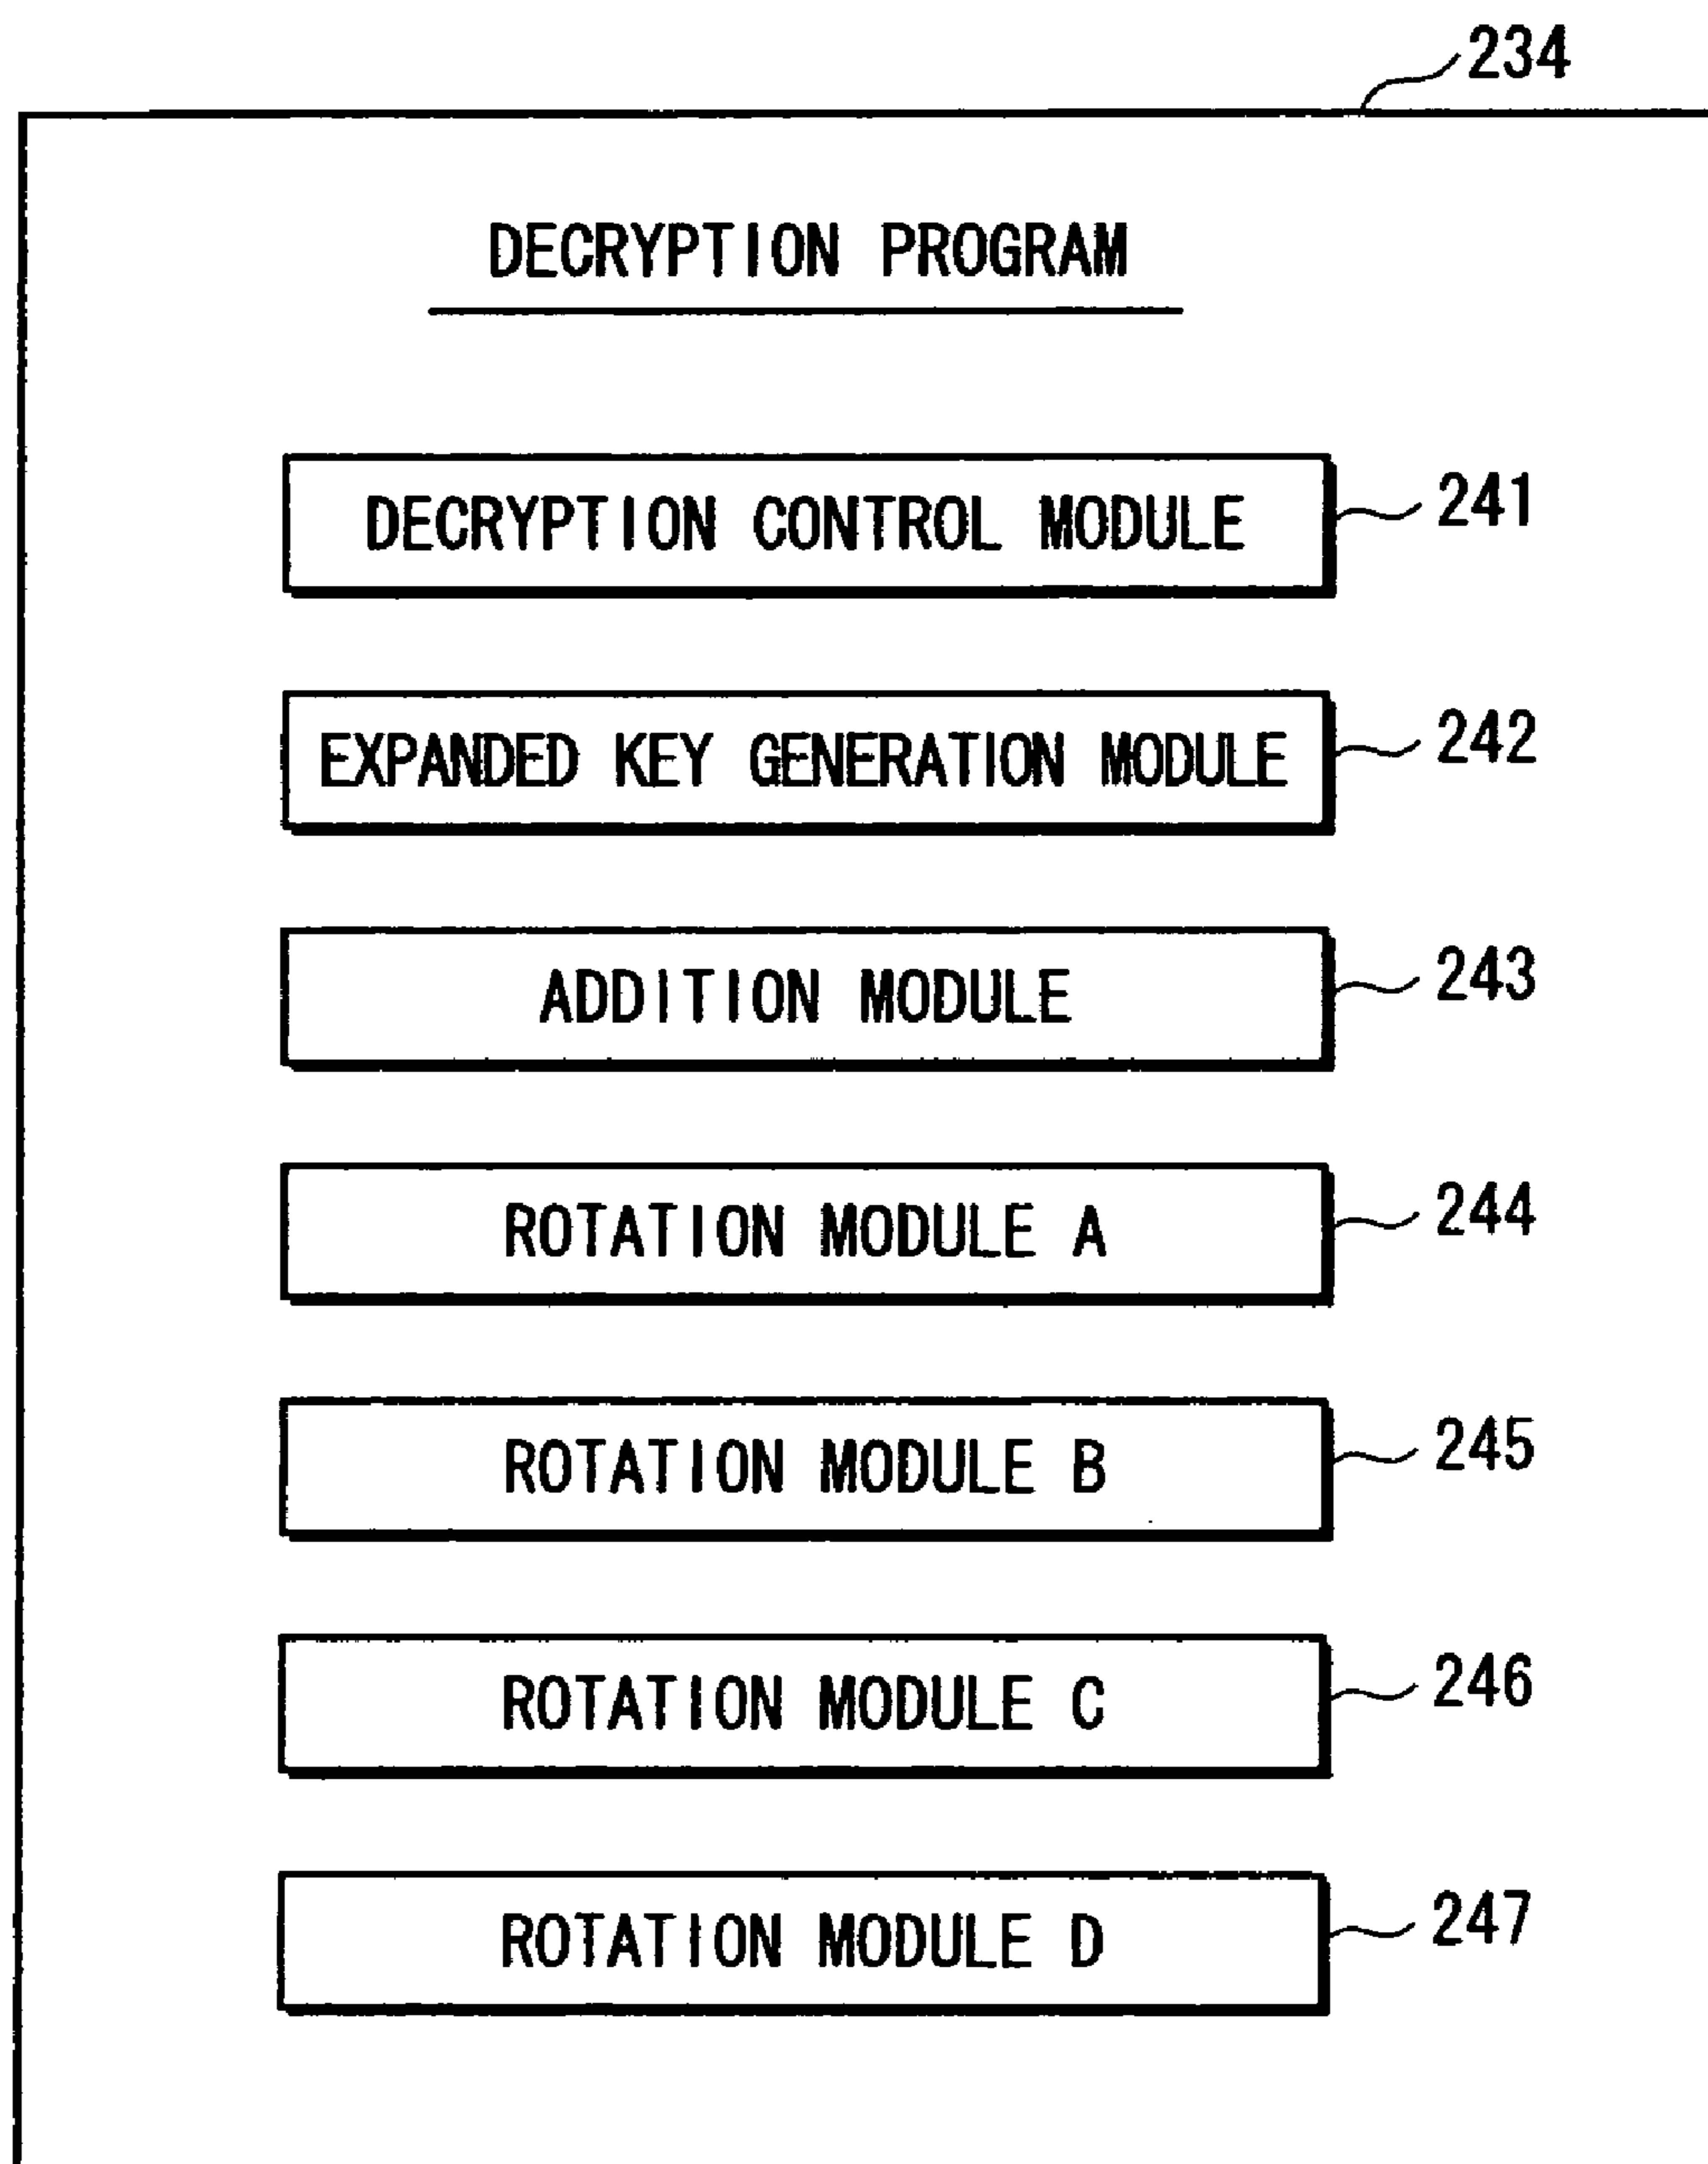 234
DECRYPTION PROGRAM
DECRYPTION CONTROL MODULE 241
EXPANDED KEY GENERATION MODULE 242
ADDITION MODULE 243
ROTATION MODULE A 244
ROTATION MODULE B 245
ROTATION MODULE C 246
ROTATION MODULE D 247